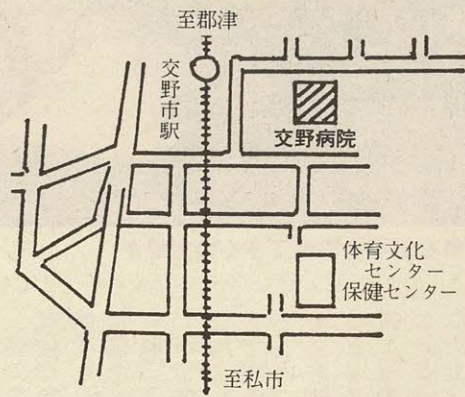 至郡津
交野市駅
交野病院
体育文化
センター
保健センター
至私市